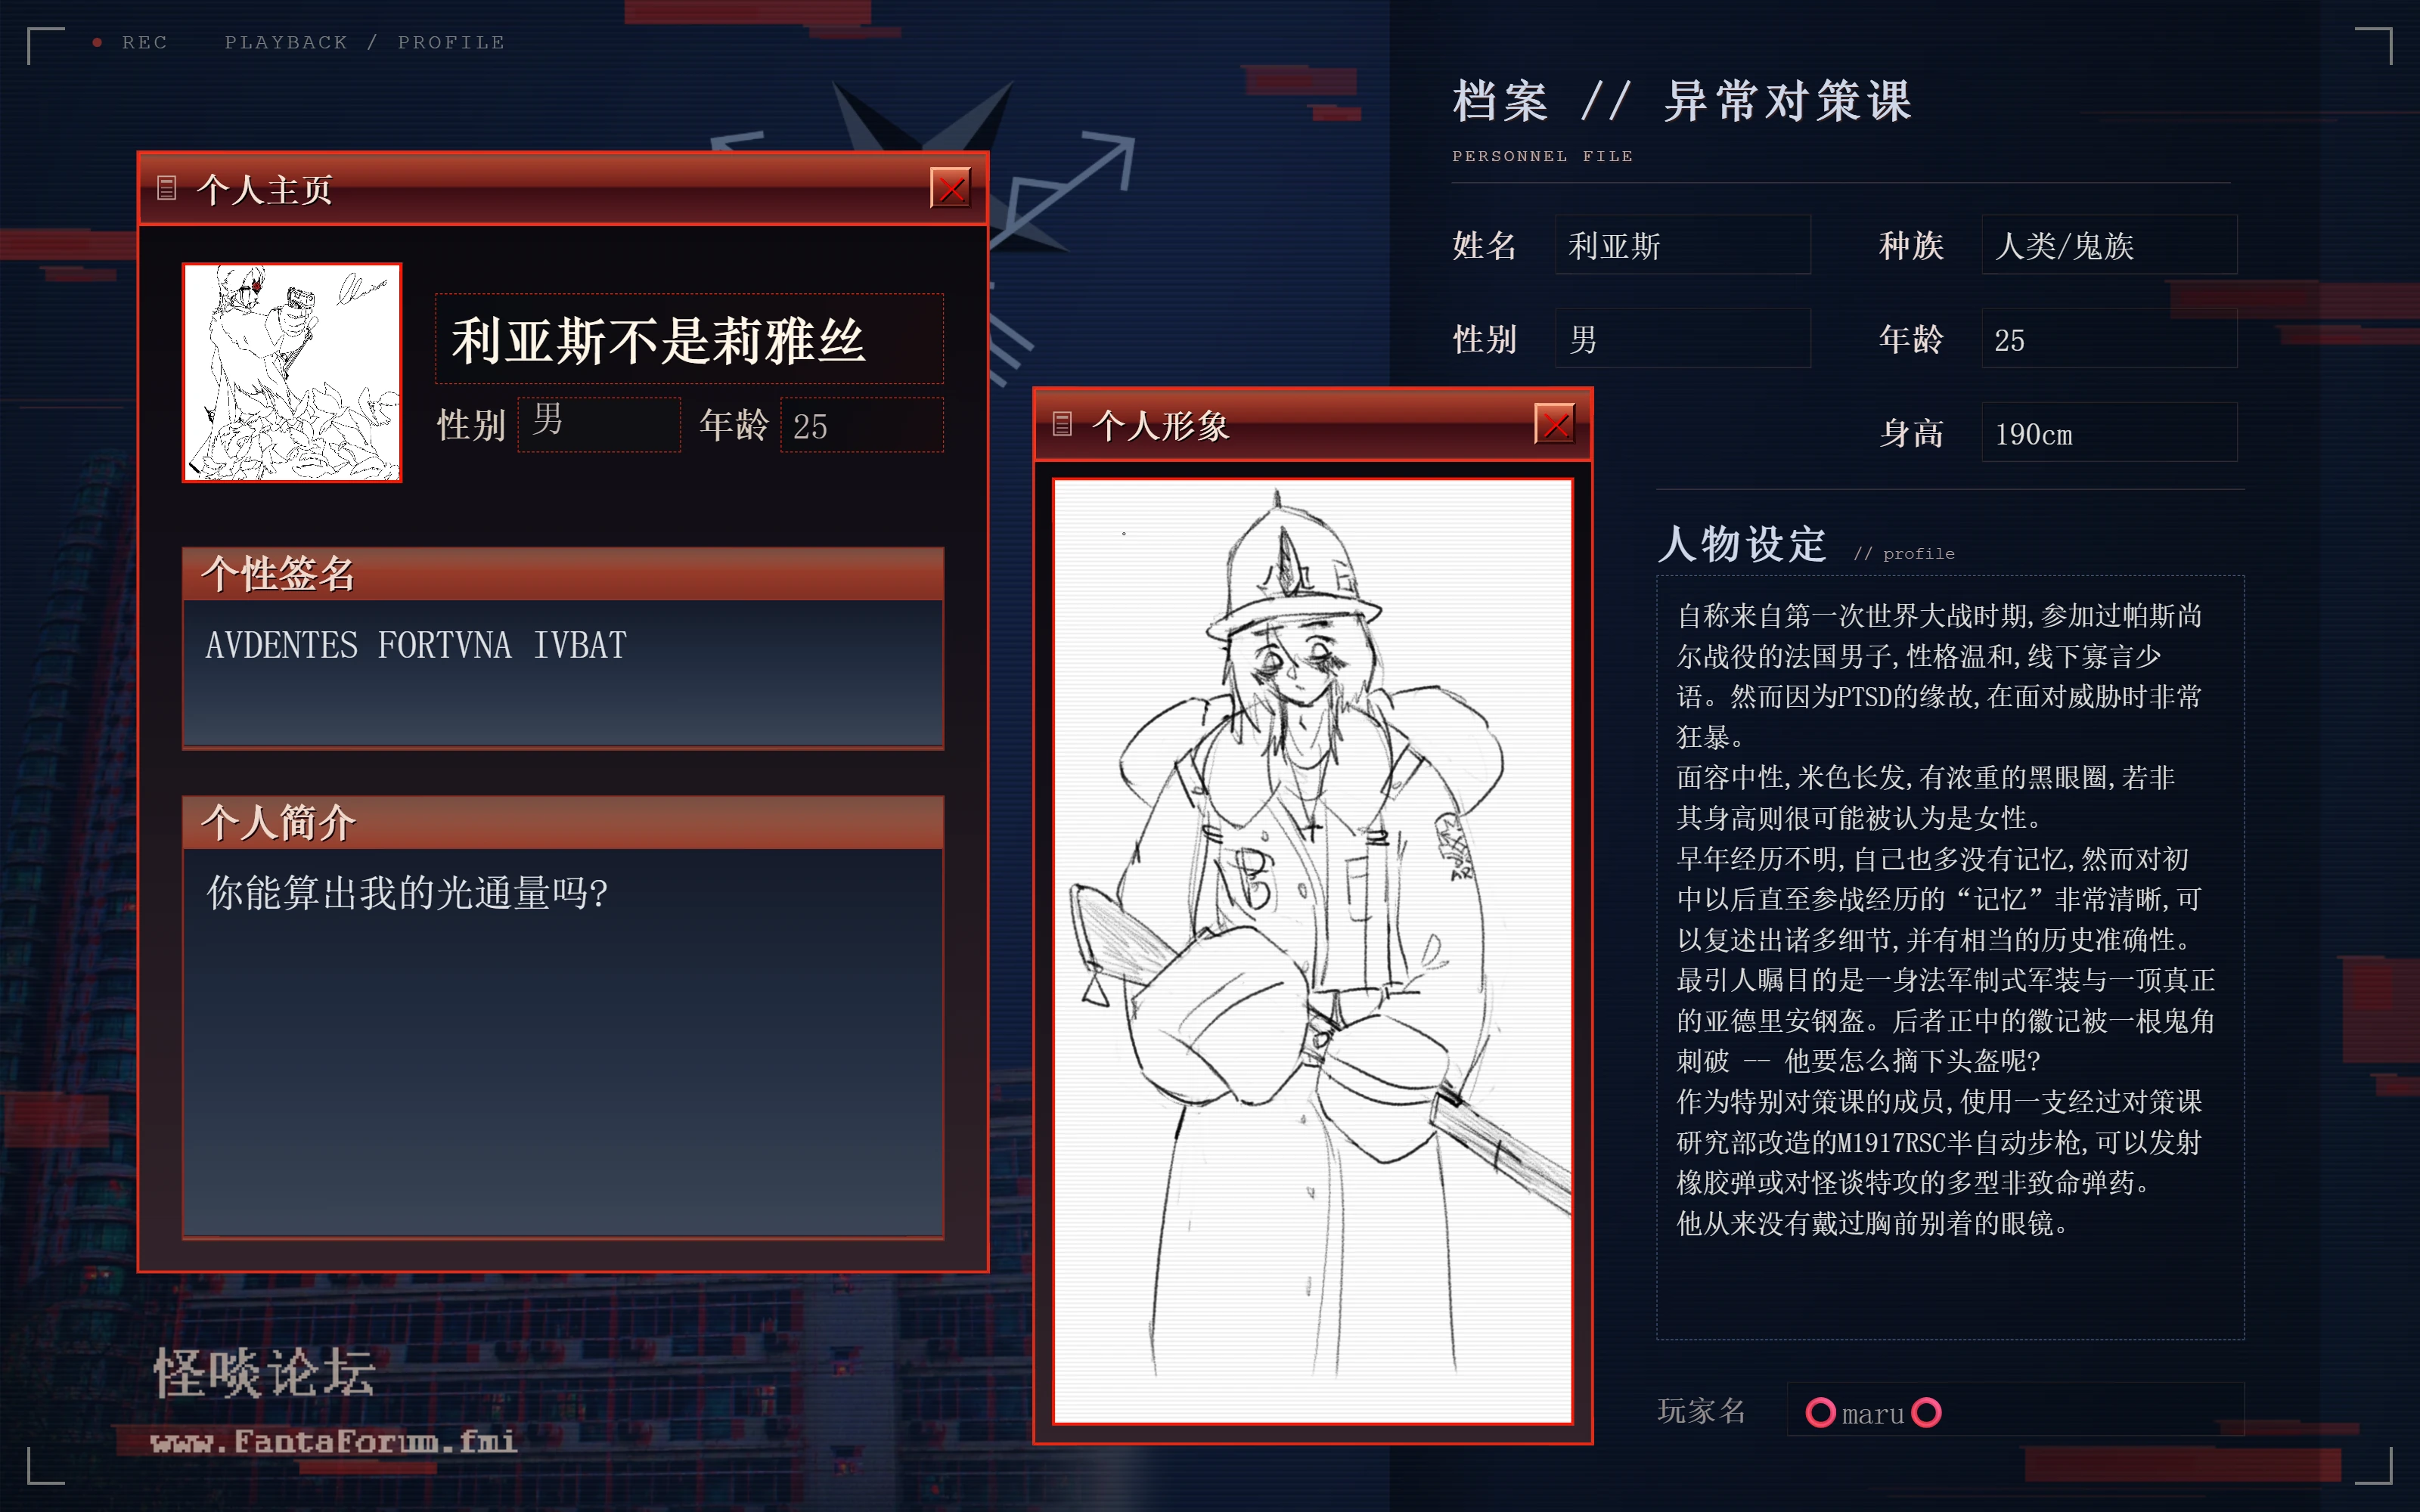 REC PLAYBACK / PROFILE
个人主页
利亚斯不是莉雅丝
性别 男 年龄 25
个性签名
AVDENTES FORTVNA IVBAT
个人简介
你能算出我的光通量吗?
怪啖论坛
www.FantaForum.fmi
个人形象
档案 // 异常对策课
PERSONNEL FILE
姓名 利亚斯 种族 人类/鬼族
性别 男 年龄 25
身高 190cm
人物设定 // profile
自称来自第一次世界大战时期,参加过帕斯尚
尔战役的法国男子,性格温和,线下寡言少
语。然而因为PTSD的缘故,在面对威胁时非常
狂暴。
面容中性,米色长发,有浓重的黑眼圈,若非
其身高则很可能被认为是女性。
早年经历不明,自己也多没有记忆,然而对初
中以后直至参战经历的“记忆”非常清晰,可
以复述出诸多细节,并有相当的历史准确性。
最引人瞩目的是一身法军制式军装与一顶真正
的亚德里安钢盔。后者正中的徽记被一根鬼角
刺破 -- 他要怎么摘下头盔呢?
作为特别对策课的成员,使用一支经过对策课
研究部改造的M1917RSC半自动步枪,可以发射
橡胶弹或对怪谈特攻的多型非致命弹药。
他从来没有戴过胸前别着的眼镜。
玩家名 ⭕maru⭕